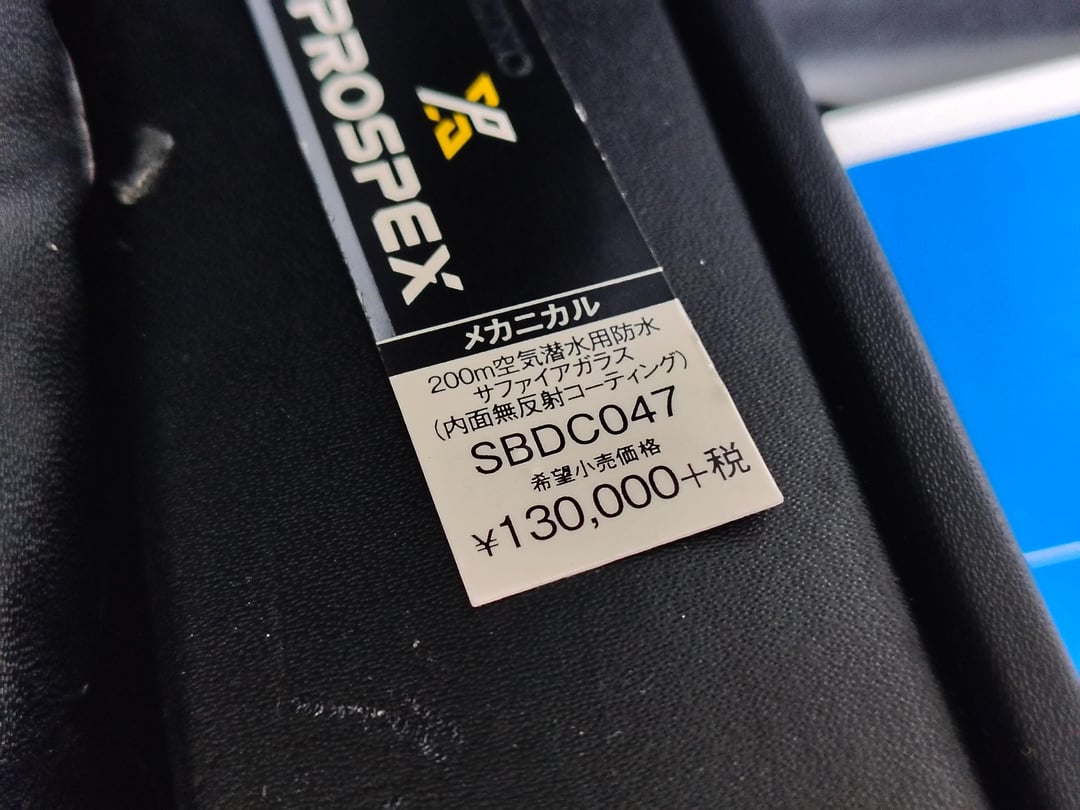 PROSPEX
メカニカル
200m空気潜水用防水
サファイアガラス
(内面無反射コーティング)
SBDC047
希望小売価格
¥130,000+税